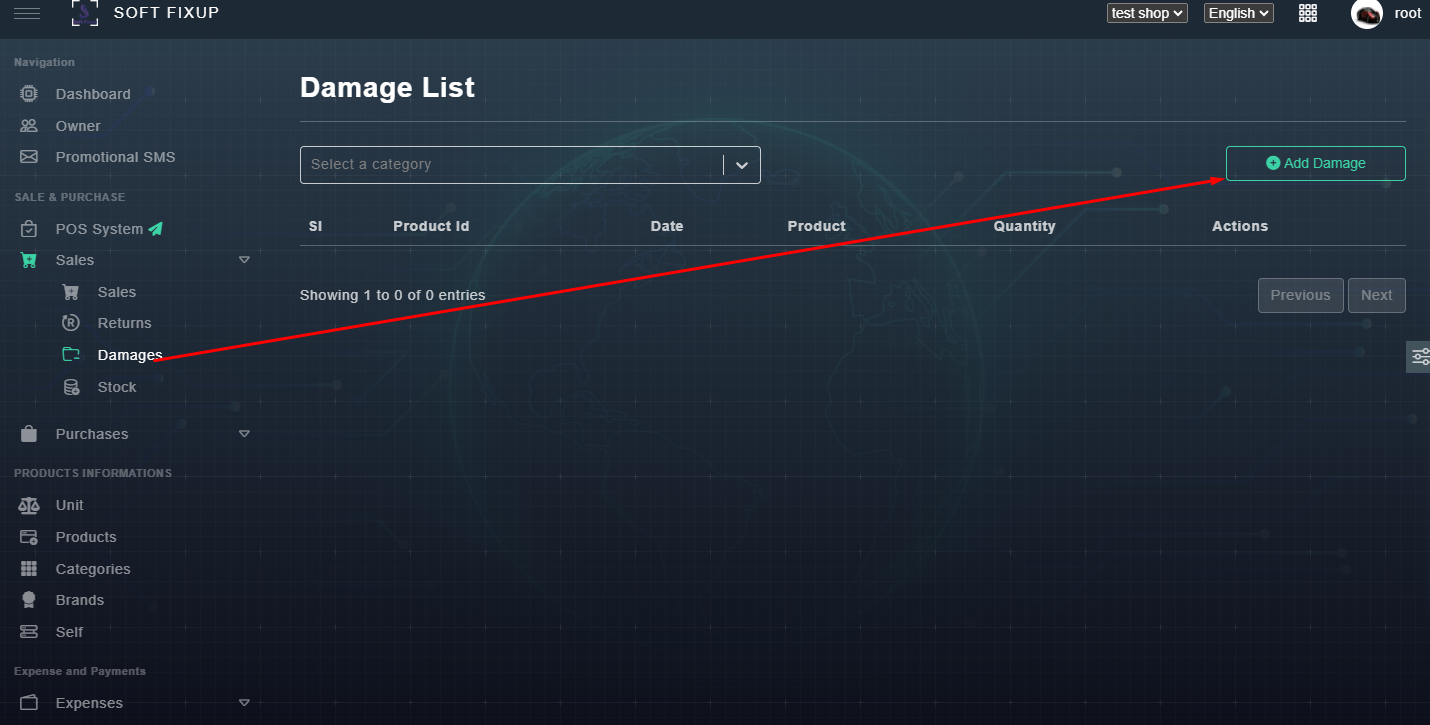 SOFT FIXUP
test shop
English
root
Navigation
Dashboard
Owner
Promotional SMS
SALE & PURCHASE
POS System
Sales
Sales
Returns
Damages
Stock
Purchases
PRODUCTS INFORMATIONS
Unit
Products
Categories
Brands
Self
Expense and Payments
Expenses
Damage List
Select a category
Add Damage
SI Product Id Date Product Quantity Actions
Showing 1 to 0 of 0 entries
Previous Next